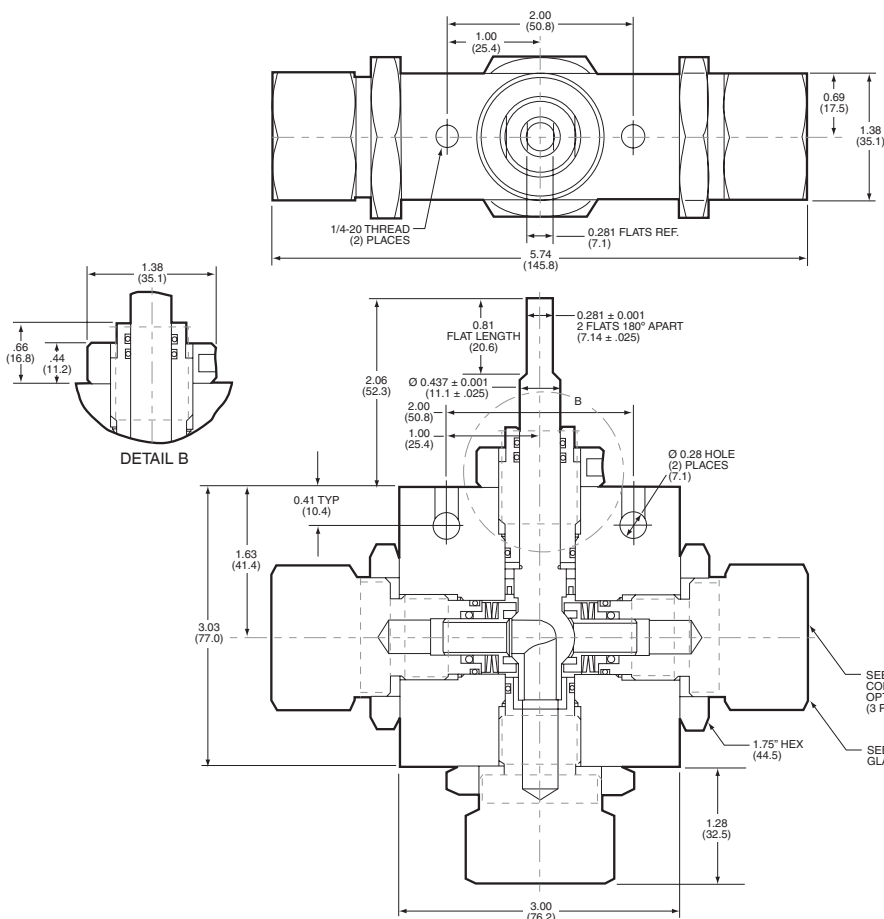 2.00
(50.8)
1.00
(25.4)
0.69
(17.5)
1.38
(35.1)
1/4-20 THREAD
(2) PLACES
0.281 FLATS REF.
(7.1)
5.74
(145.8)
1.38
(35.1)
.66
(16.8)
.44
(11.2)
DETAIL B
0.81
FLAT LENGTH
(20.6)
0.281 ± 0.001
2 FLATS 180° APART
(7.14 ± .025)
2.06
(52.3)
Ø 0.437 ± 0.001
(11.1 ± .025)
B
2.00
(50.8)
1.00
(25.4)
Ø 0.28 HOLE
(2) PLACES
(7.1)
0.41 TYP
(10.4)
1.63
(41.4)
3.03
(77.0)
SEE
(3
SEE
1.75" HEX
(44.5)
1.28
(32.5)
3.00
(76.2)